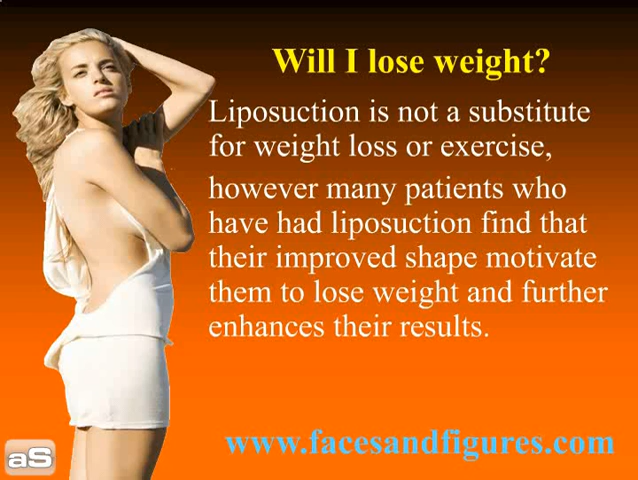 Will I lose weight?
Liposuction is not a substitute
for weight loss or exercise,
however many patients who
have had liposuction find that
their improved shape motivate
them to lose weight and further
enhances their results.
www.facesandfigures.com
aS